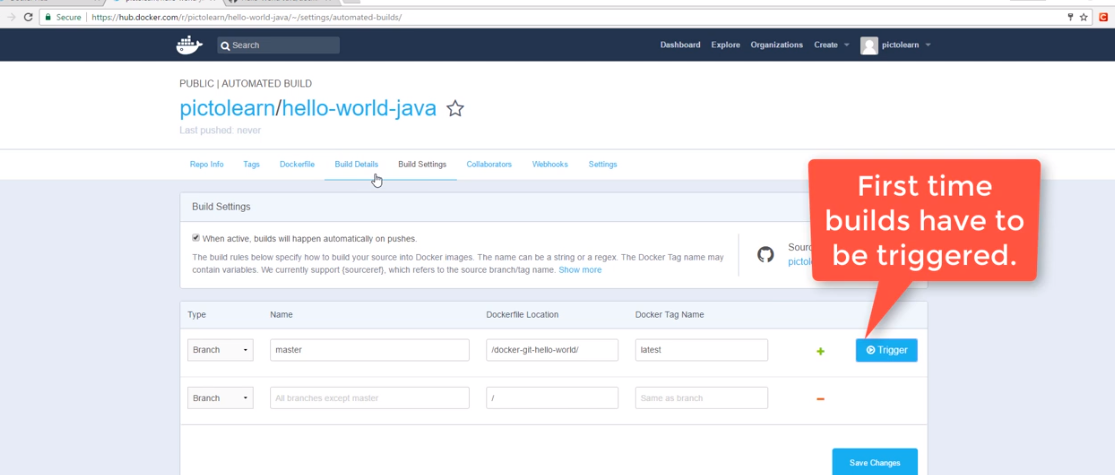 Secure | https://hub.docker.com/r/pictolearn/hello-world-java/~/settings/automated-builds/
Search
Dashboard Explore Organizations Create pictolearn
PUBLIC | AUTOMATED BUILD
pictolearn/hello-world-java
Last pushed: never
Repo Info Tags Dockerfile Build Details Build Settings Collaborators Webhooks Settings
First time
builds have to
be triggered.
Build Settings
When active, builds will happen automatically on pushes.
The build rules below specify how to build your source into Docker images. The name can be a string or a regex. The Docker Tag name may
contain variables. We currently support {sourceref}, which refers to the source branch/tag name. Show more
Type Name Dockerfile Location Docker Tag Name
Branch master /docker-git-hello-world/ latest Trigger
Branch All branches except master / Same as branch
Save Changes